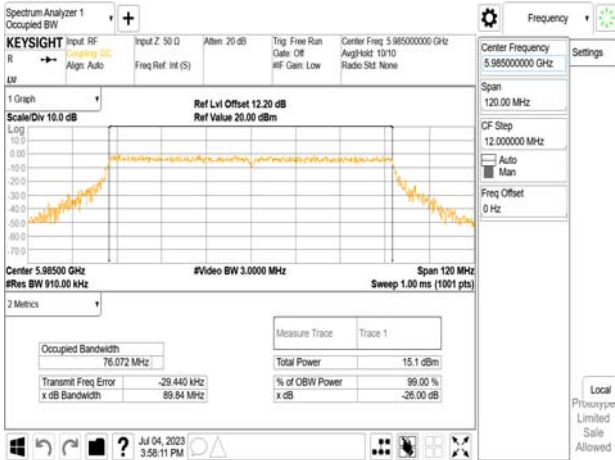 Spectrum Analyzer 1
Occupied BW
Frequency
KEYSIGHT
Input: RF
Coupling: DC
Align: Auto
Input Z: 50 Ω
Freq Ref: Int (S)
Atten: 20 dB
Trig: Free Run
Gate: Off
#IF Gain: Low
Center Freq: 5.985000000 GHz
Avg|Hold: 10/10
Radio Std: None
R
Center Frequency
5.985000000 GHz
Settings
Span
120.00 MHz
CF Step
12.000000 MHz
Auto
Man
Freq Offset
0 Hz
1 Graph
Ref Lvl Offset 12.20 dB
Scale/Div 10.0 dB
Ref Value 20.00 dBm
Log
10.0
0.00
-10.0
-20.0
-30.0
-40.0
-50.0
-60.0
-70.0
Center 5.98500 GHz
#Video BW 3.0000 MHz
Span 120 MHz
#Res BW 910.00 kHz
Sweep 1.00 ms (1001 pts)
2 Metrics
Measure Trace
Trace 1
Occupied Bandwidth
76.072 MHz
Total Power
15.1 dBm
Transmit Freq Error
-29.440 kHz
% of OBW Power
99.00 %
x dB Bandwidth
89.84 MHz
x dB
-26.00 dB
Local
Prototype
Limited
Sale
Allowed
Jul 04, 2023
3:58:11 PM